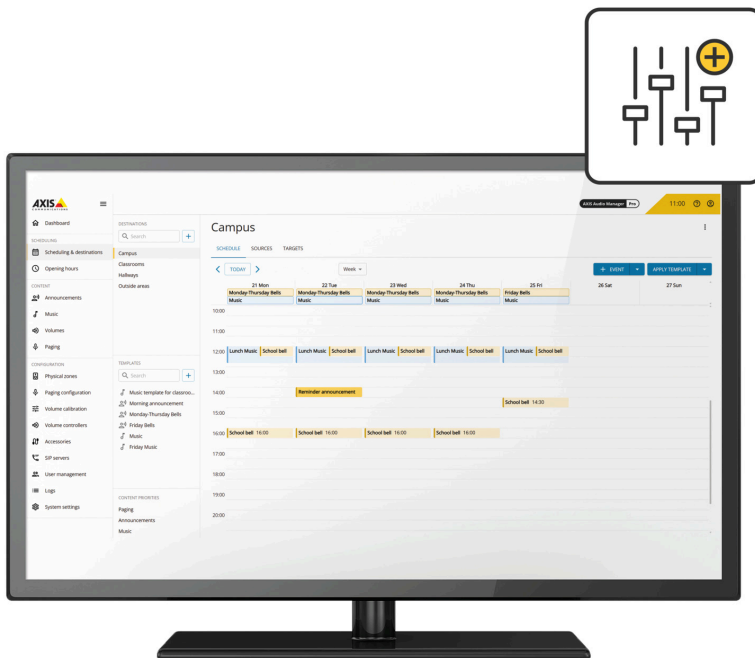 AXIS
COMMUNICATIONS
AXIS Audio Manager Pro
11:00
Dashboard
SCHEDULING
Scheduling & destinations
Opening hours
CONTENT
Announcements
Music
Volumes
Paging
CONFIGURATION
Physical zones
Paging configuration
Volume calibration
Volume controllers
Accessories
SIP servers
User management
Logs
System settings
DESTINATIONS
Search
Campus
Classrooms
Hallways
Outside areas
TEMPLATES
Search
Music template for classroo...
Morning announcement
Monday-Thursday Bells
Friday Bells
Music
Friday Music
CONTENT PRIORITIES
Paging
Announcements
Music
Campus
SCHEDULE SOURCES TARGETS
TODAY Week + EVENT APPLY TEMPLATE
21 Mon 22 Tue 23 Wed 24 Thu 25 Fri 26 Sat 27 Sun
Monday-Thursday Bells Monday-Thursday Bells Monday-Thursday Bells Monday-Thursday Bells Friday Bells
Music Music Music Music Music
10:00
11:00
12:00 Lunch Music School bell Lunch Music School bell Lunch Music School bell Lunch Music School bell Lunch Music School bell
13:00
14:00 Reminder announcement
School bell 14:30
15:00
16:00 School bell 16:00 School bell 16:00 School bell 16:00 School bell 16:00
17:00
18:00
19:00
20:00